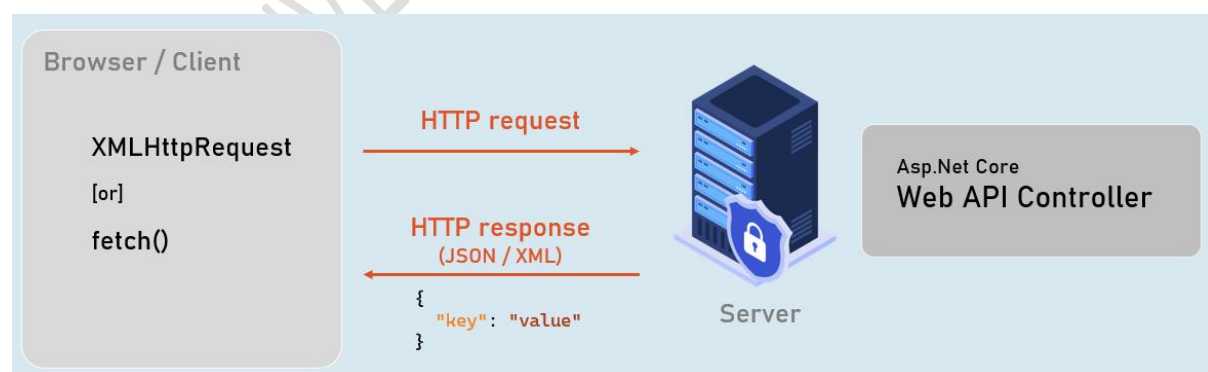 Browser / Client
XMLHttpRequest
[or]
fetch()
HTTP request
HTTP response
(JSON / XML)
{
"key": "value"
}
Server
Asp.Net Core
Web API Controller